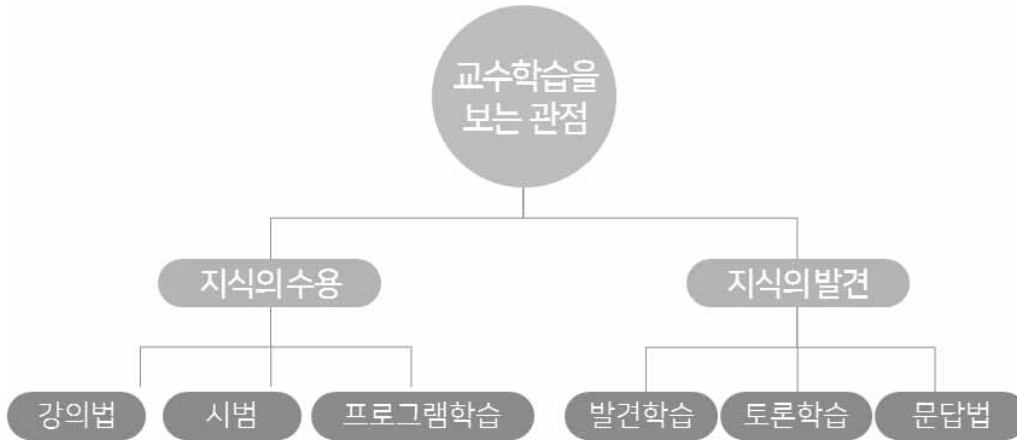 교수학습을
보는 관점
지식의 수용
지식의 발견
강의법
시범
프로그램학습
발견학습
토론학습
문답법